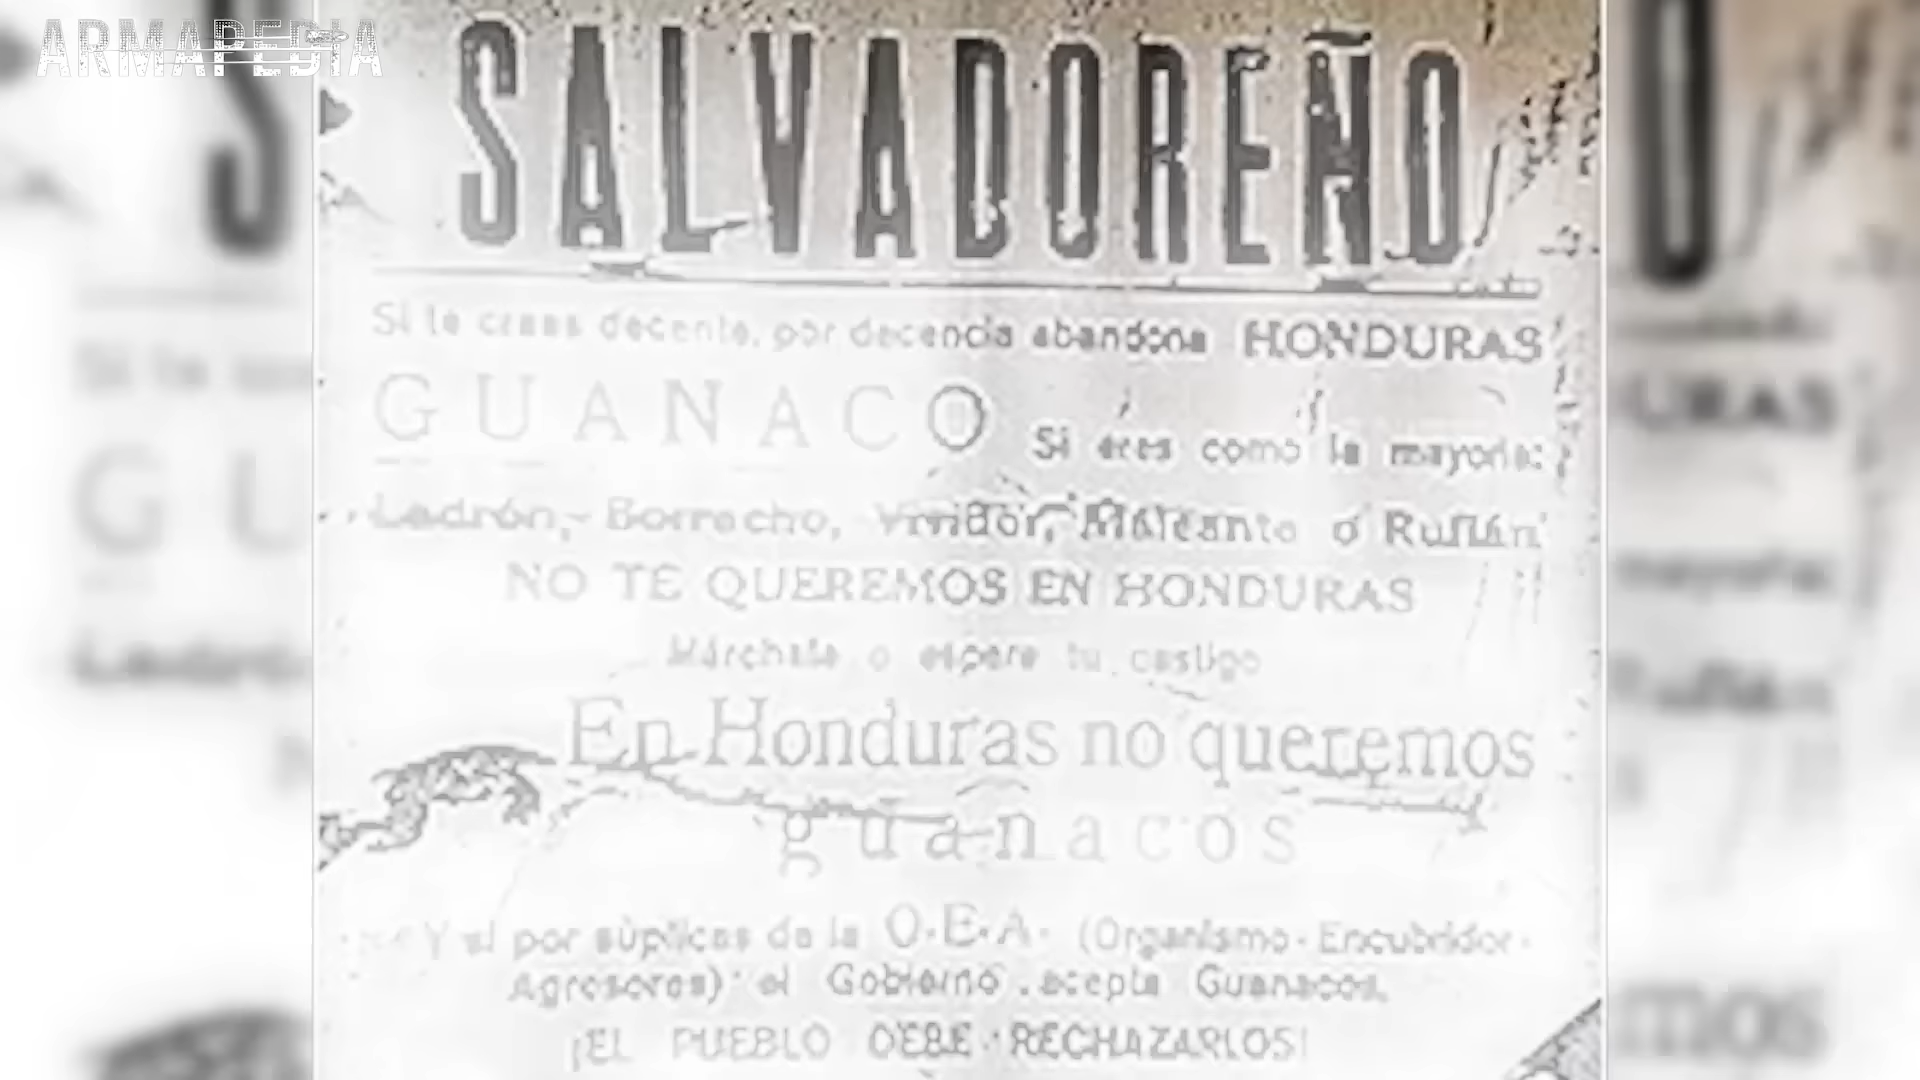 ARMAPEDIA
SALVADOREÑO
Si te crees decente, por decencia abandona HONDURAS
GUANACO Si eres como la mayoría:
Ladrón, Borracho, Vividor, Maleante o Rufián
NO TE QUEREMOS EN HONDURAS
Márchate o espera tu castigo
En Honduras no queremos
guanacos
Y si por súplicas de la O.E.A. (Organismo Encubridor
Agresores) el Gobierno acepta Guanacos,
¡EL PUEBLO DEBE RECHAZARLOS!